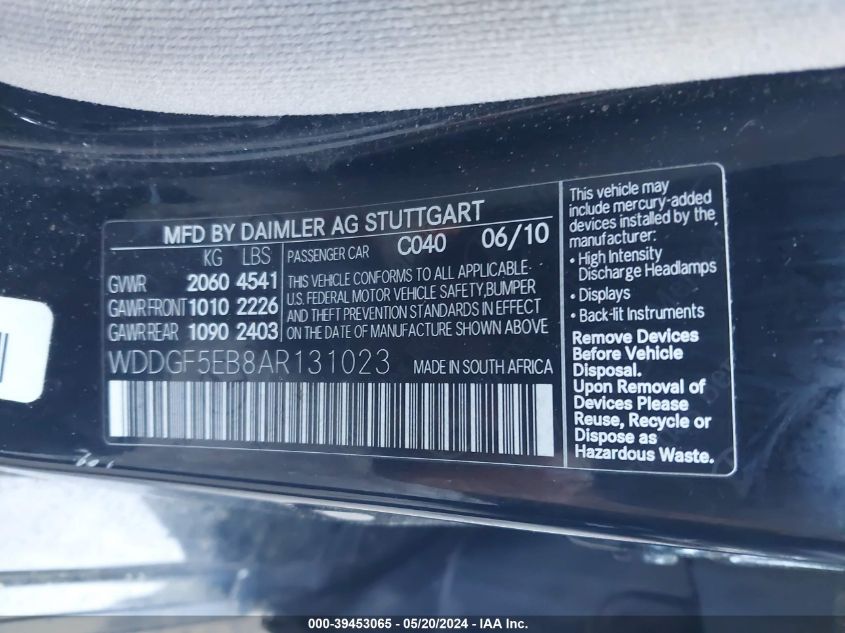 MFD BY DAIMLER AG STUTTGART
KG LBS
GVWR 2060 4541
GAWR FRONT 1010 2226
GAWR REAR 1090 2403
PASSENGER CAR C040 06/10
THIS VEHICLE CONFORMS TO ALL APPLICABLE
U.S. FEDERAL MOTOR VEHICLE SAFETY,BUMPER
AND THEFT PREVENTION STANDARDS IN EFFECT
ON THE DATE OF MANUFACTURE SHOWN ABOVE
WDDGF5EB8AR131023 MADE IN SOUTH AFRICA
This vehicle may
include mercury-added
devices installed by the
manufacturer:
• High Intensity
Discharge Headlamps
• Displays
• Back-lit Instruments
Remove Devices
Before Vehicle
Disposal.
Upon Removal of
Devices Please
Reuse, Recycle or
Dispose as
Hazardous Waste.
000-39453065 - 05/20/2024 - IAA Inc.